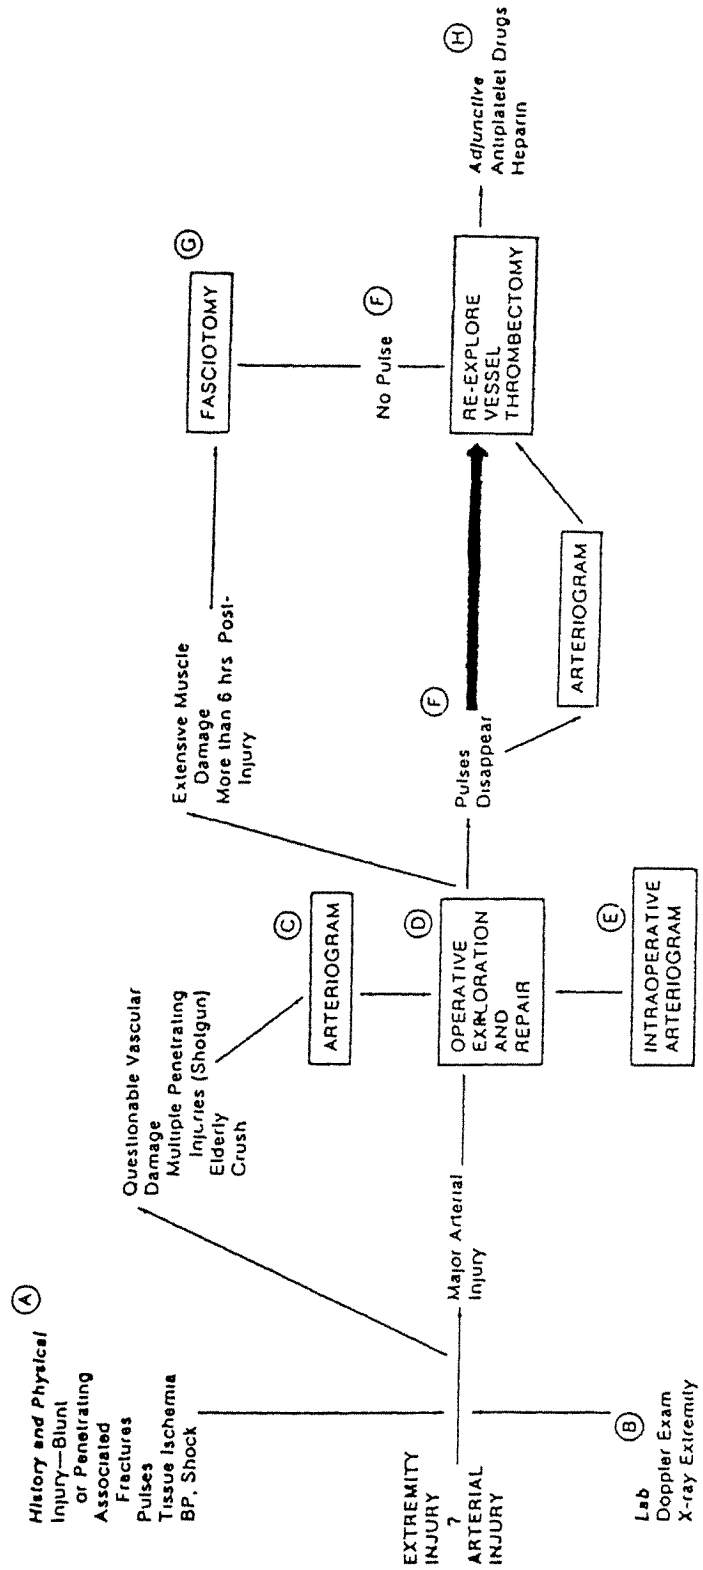 A
History and Physical
Injury—Blunt
or Penetrating
Associated
Fractures
Pulses
Tissue Ischemia
BP, Shock
EXTREMITY
INJURY
?
ARTERIAL
INJURY
B
Lab
Doppler Exam
X-ray Extremity
Questionable Vascular
Damage
Multiple Penetrating
Injuries (Shotgun)
Elderly
Crush
Major Arterial
Injury
C
ARTERIOGRAM
D
OPERATIVE
EXPLORATION
AND
REPAIR
E
INTRAOPERATIVE
ARTERIOGRAM
Extensive Muscle
Damage
More than 6 hrs Post-
Injury
Pulses
Disappear
F
ARTERIOGRAM
G
FASCIOTOMY
No Pulse
F
RE-EXPLORE
VESSEL
THROMBECTOMY
H
Adjunctive
Antiplatelet Drugs
Heparin